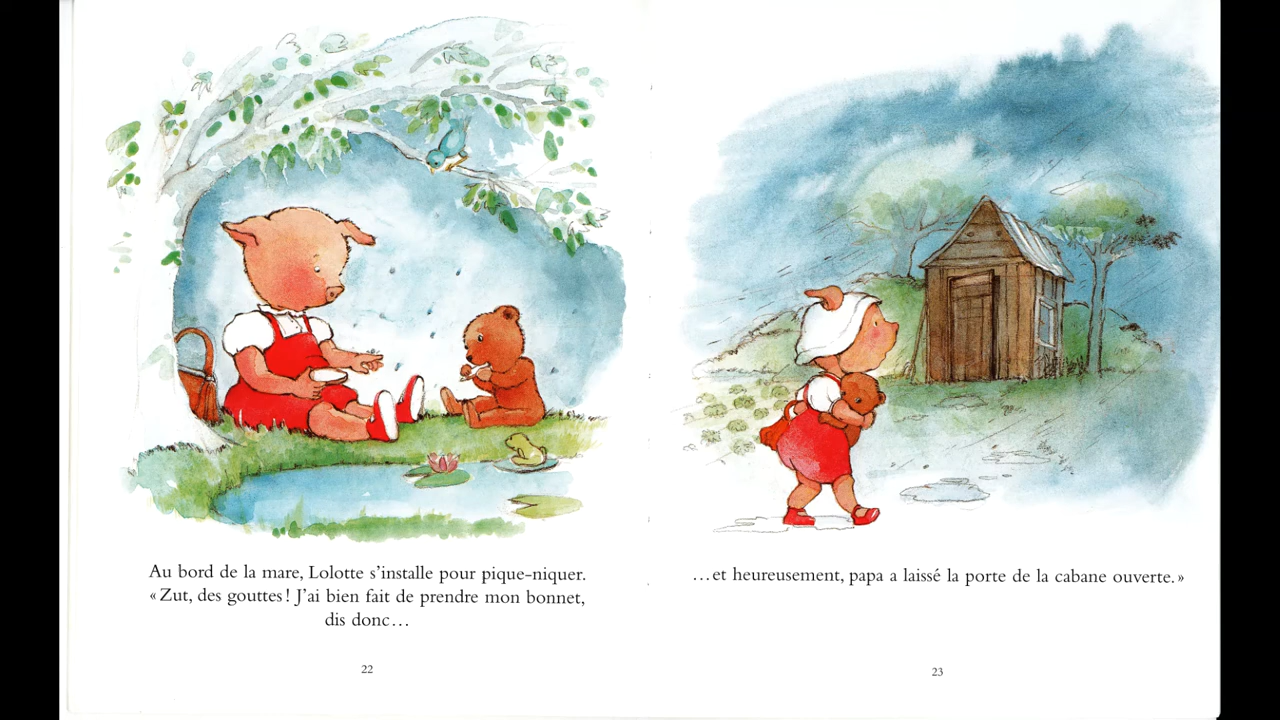 Au bord de la mare, Lolotte s’installe pour pique-niquer.
« Zut, des gouttes ! J’ai bien fait de prendre mon bonnet,
dis donc…
22
…et heureusement, papa a laissé la porte de la cabane ouverte. »
23